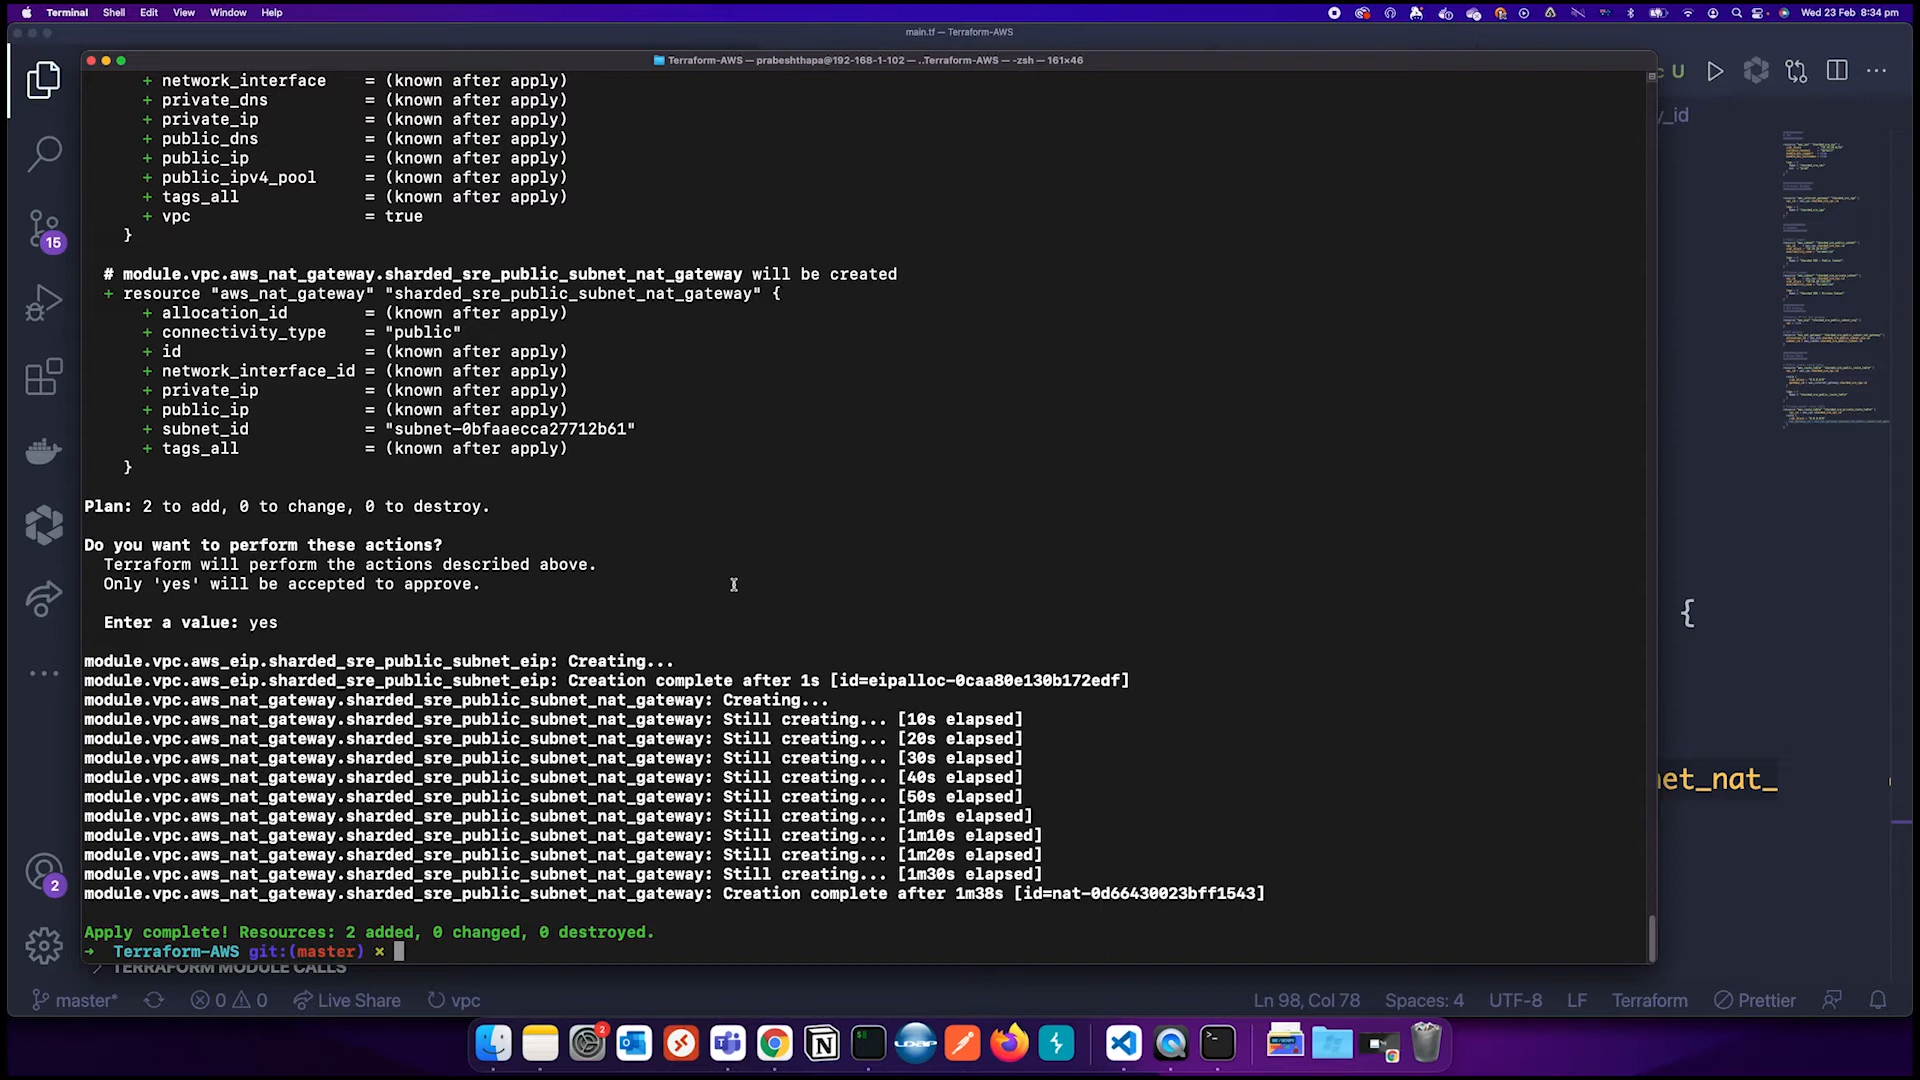 Terminal Shell Edit View Window Help
Wed 23 Feb 8:34 pm
main.tf — Terraform-AWS
Terraform-AWS — prabeshthapa@192-168-1-102 — ..Terraform-AWS — -zsh — 161×46
+ network_interface = (known after apply)
+ private_dns = (known after apply)
+ private_ip = (known after apply)
+ public_dns = (known after apply)
+ public_ip = (known after apply)
+ public_ipv4_pool = (known after apply)
+ tags_all = (known after apply)
+ vpc = true
}
# module.vpc.aws_nat_gateway.sharded_sre_public_subnet_nat_gateway will be created
+ resource "aws_nat_gateway" "sharded_sre_public_subnet_nat_gateway" {
+ allocation_id = (known after apply)
+ connectivity_type = "public"
+ id = (known after apply)
+ network_interface_id = (known after apply)
+ private_ip = (known after apply)
+ public_ip = (known after apply)
+ subnet_id = "subnet-0bfaaecca27712b61"
+ tags_all = (known after apply)
}
Plan: 2 to add, 0 to change, 0 to destroy.
Do you want to perform these actions?
Terraform will perform the actions described above.
Only 'yes' will be accepted to approve.
Enter a value: yes
module.vpc.aws_eip.sharded_sre_public_subnet_eip: Creating...
module.vpc.aws_eip.sharded_sre_public_subnet_eip: Creation complete after 1s [id=eipalloc-0caa80e130b172edf]
module.vpc.aws_nat_gateway.sharded_sre_public_subnet_nat_gateway: Creating...
module.vpc.aws_nat_gateway.sharded_sre_public_subnet_nat_gateway: Still creating... [10s elapsed]
module.vpc.aws_nat_gateway.sharded_sre_public_subnet_nat_gateway: Still creating... [20s elapsed]
module.vpc.aws_nat_gateway.sharded_sre_public_subnet_nat_gateway: Still creating... [30s elapsed]
module.vpc.aws_nat_gateway.sharded_sre_public_subnet_nat_gateway: Still creating... [40s elapsed]
module.vpc.aws_nat_gateway.sharded_sre_public_subnet_nat_gateway: Still creating... [50s elapsed]
module.vpc.aws_nat_gateway.sharded_sre_public_subnet_nat_gateway: Still creating... [1m0s elapsed]
module.vpc.aws_nat_gateway.sharded_sre_public_subnet_nat_gateway: Still creating... [1m10s elapsed]
module.vpc.aws_nat_gateway.sharded_sre_public_subnet_nat_gateway: Still creating... [1m20s elapsed]
module.vpc.aws_nat_gateway.sharded_sre_public_subnet_nat_gateway: Still creating... [1m30s elapsed]
module.vpc.aws_nat_gateway.sharded_sre_public_subnet_nat_gateway: Creation complete after 1m38s [id=nat-0d66430023bff1543]
Apply complete! Resources: 2 added, 0 changed, 0 destroyed.
➜ Terraform-AWS git:(master) ×
TERRAFORM MODULE CALLS
15
2
U
_id
{
net_nat_
master* 0 0 Live Share vpc
Ln 98, Col 78 Spaces: 4 UTF-8 LF Terraform Prettier
2
LDAP